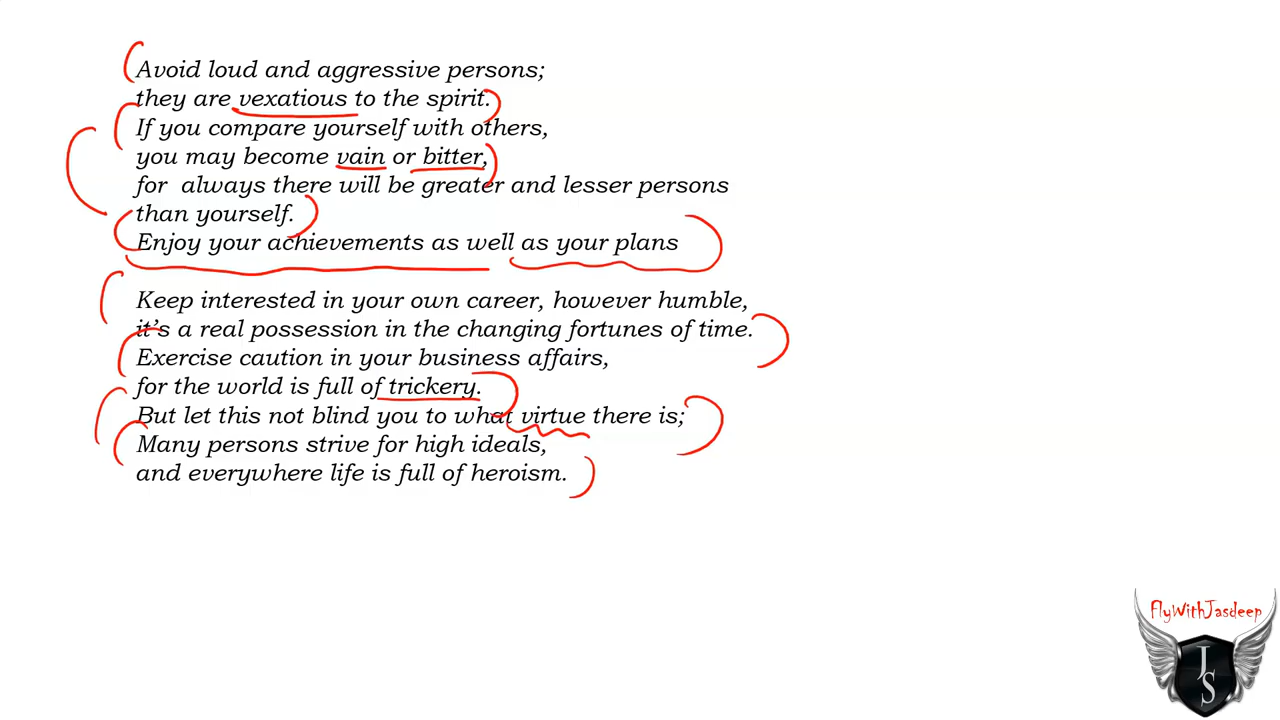 Avoid loud and aggressive persons;
they are vexatious to the spirit.
If you compare yourself with others,
you may become vain or bitter,
for always there will be greater and lesser persons
than yourself.
Enjoy your achievements as well as your plans
Keep interested in your own career, however humble,
it's a real possession in the changing fortunes of time.
Exercise caution in your business affairs,
for the world is full of trickery.
But let this not blind you to what virtue there is;
Many persons strive for high ideals,
and everywhere life is full of heroism.
FlyWithJasdeep
JS